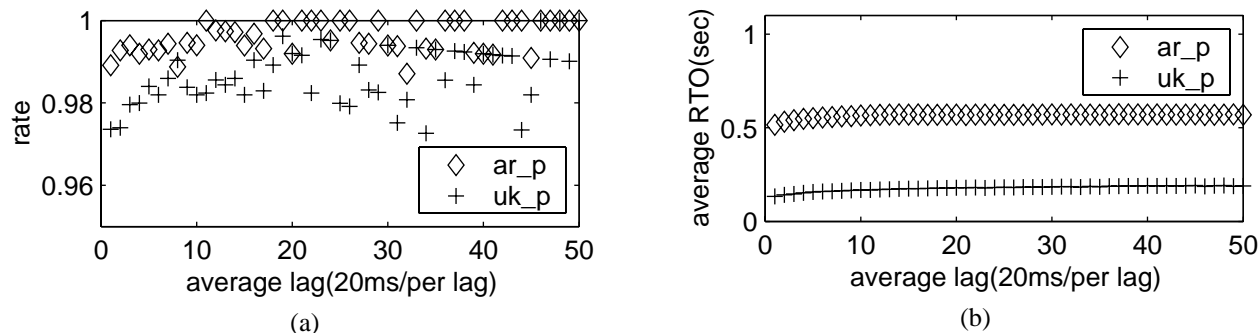 1
0.98
0.96
rate
0 10 20 30 40 50
average lag(20ms/per lag)
ar_p
uk_p
(a)
1
0.5
0
average RTO(sec)
0 10 20 30 40 50
average lag(20ms/per lag)
ar_p
uk_p
(b)